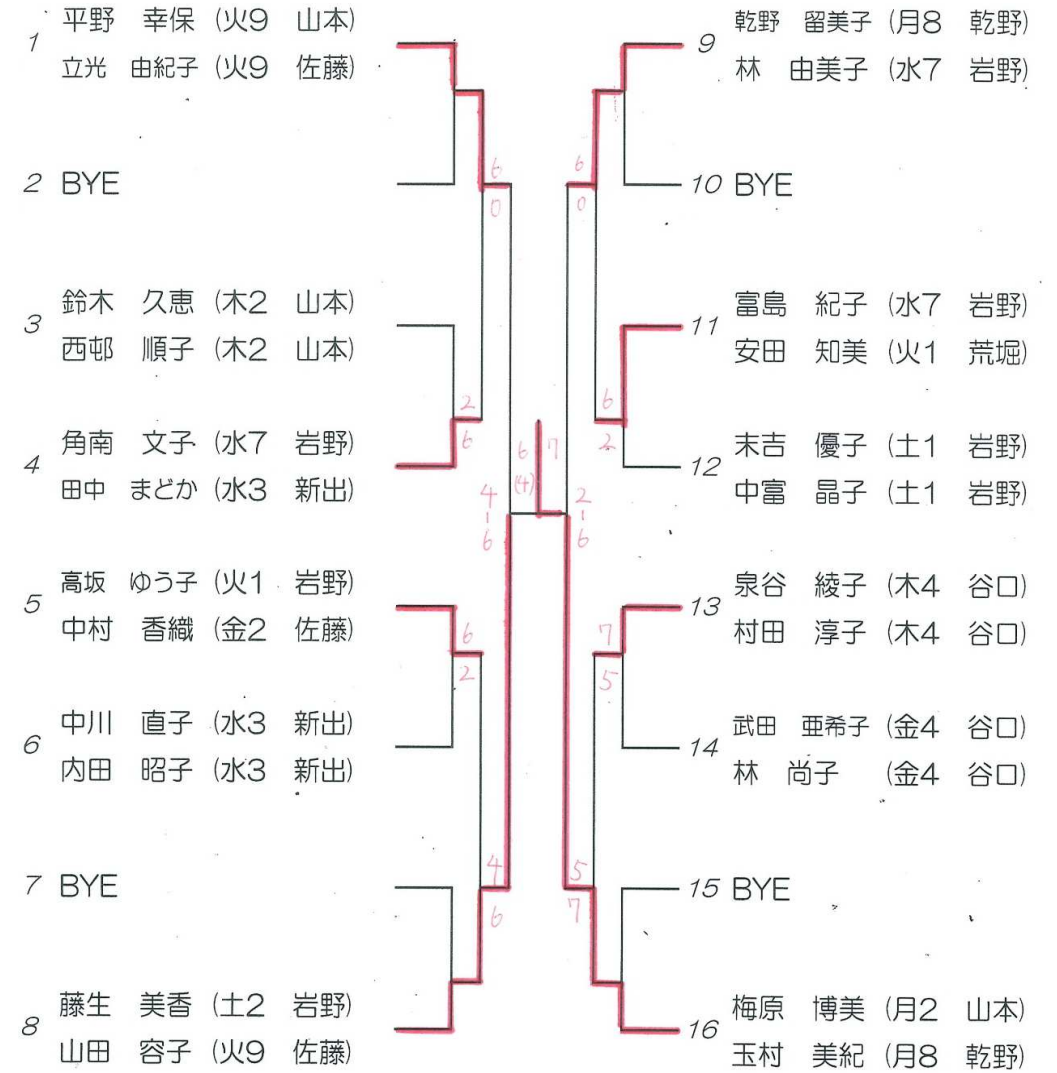 1
平野 幸保 (火9 山本)
立光 由紀子 (火9 佐藤)
2 BYE
3
鈴木 久恵 (木2 山本)
西邨 順子 (木2 山本)
4
角南 文子 (水7 岩野)
田中 まどか (水3 新出)
5
高坂 ゆう子 (火1 岩野)
中村 香織 (金2 佐藤)
6
中川 直子 (水3 新出)
内田 昭子 (水3 新出)
7 BYE
8
藤生 美香 (土2 岩野)
山田 容子 (火9 佐藤)
6
0
2
6
6
2
4
6
4-6
6(4) 7
2-6
6
0
6
2
7
5
5
7
9
乾野 留美子 (月8 乾野)
林 由美子 (水7 岩野)
10 BYE
11
富島 紀子 (水7 岩野)
安田 知美 (火1 荒堀)
12
末吉 優子 (土1 岩野)
中富 晶子 (土1 岩野)
13
泉谷 綾子 (木4 谷口)
村田 淳子 (木4 谷口)
14
武田 亜希子 (金4 谷口)
林 尚子 (金4 谷口)
15 BYE
16
梅原 博美 (月2 山本)
玉村 美紀 (月8 乾野)